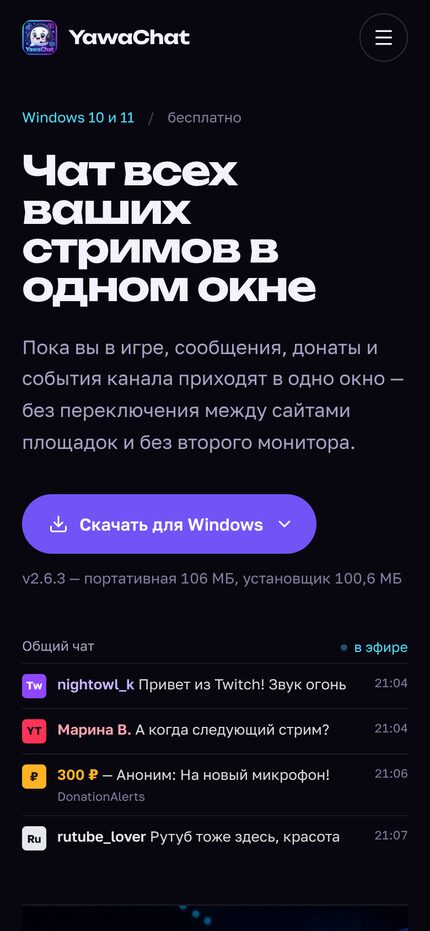 YawaChat
YawaChat
Windows 10 и 11 / бесплатно
Чат всех
ваших
стримов в
одном окне
Пока вы в игре, сообщения, донаты и
события канала приходят в одно окно —
без переключения между сайтами
площадок и без второго монитора.
Скачать для Windows
v2.6.3 — портативная 106 МБ, установщик 100,6 МБ
Общий чат в эфире
Tw nightowl_k Привет из Twitch! Звук огонь 21:04
YT Марина В. А когда следующий стрим? 21:04
₽ 300 ₽ — Аноним: На новый микрофон! 21:06
DonationAlerts
Ru rutube_lover Рутуб тоже здесь, красота 21:07